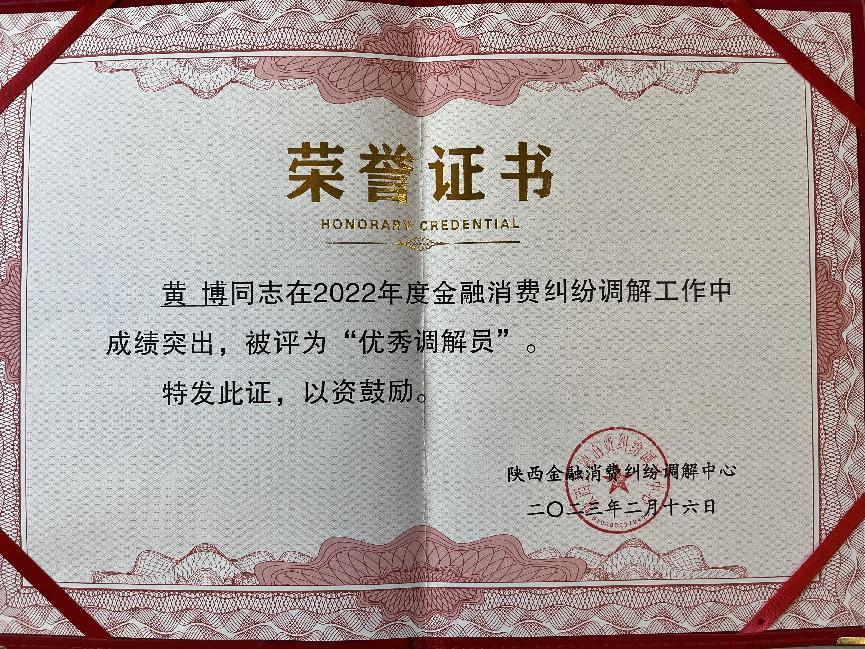 荣誉证书
HONORARY CREDENTIAL
黄 博同志在2022年度金融消费纠纷调解工作中
成绩突出，被评为“优秀调解员”。
特发此证，以资鼓励。
陕西金融消费纠纷调解中心
二〇二三年二月十六日